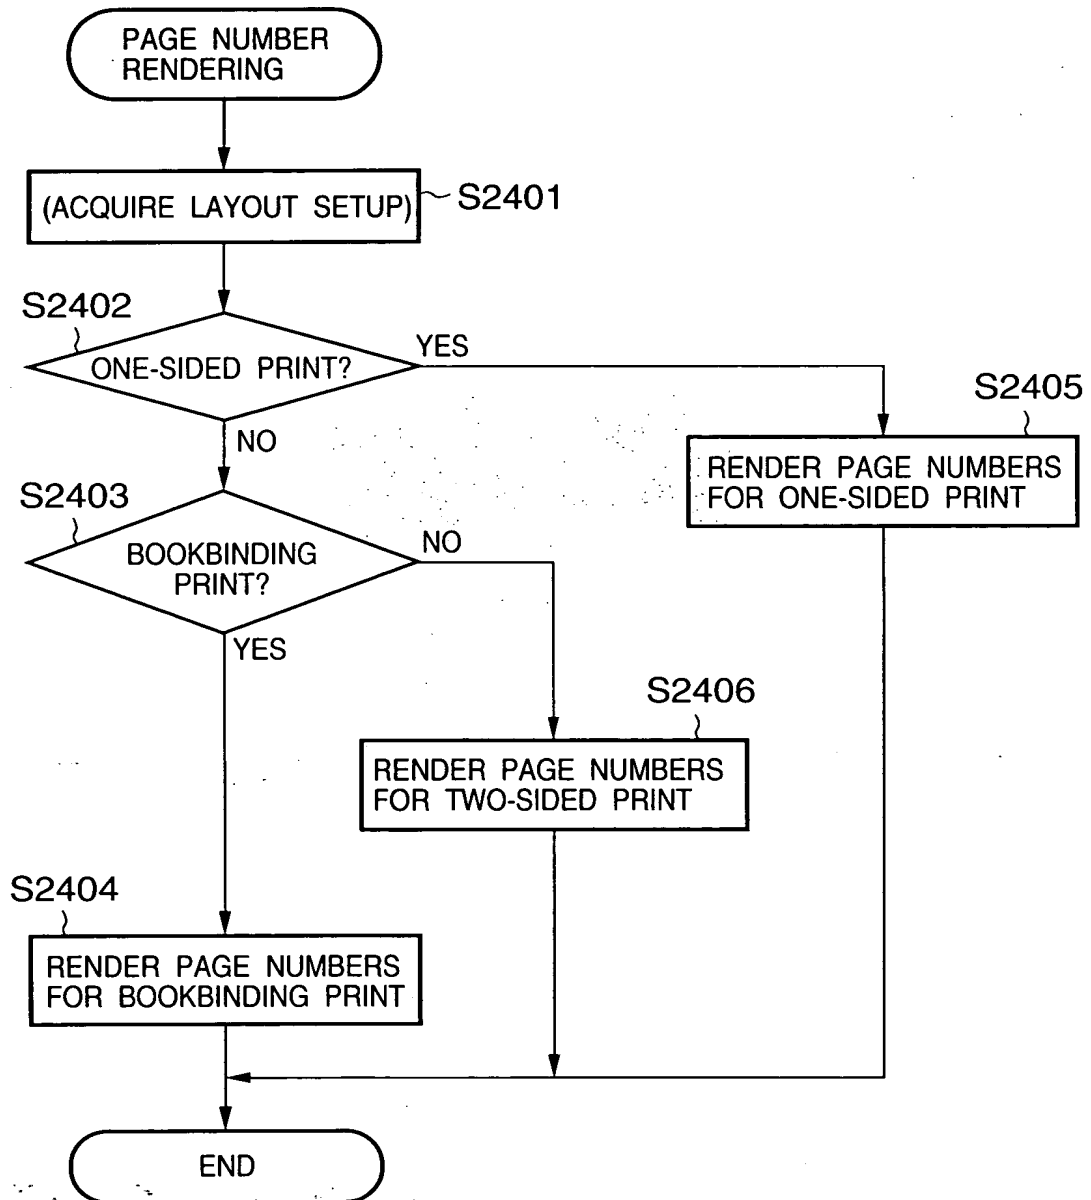 PAGE NUMBER
RENDERING
(ACQUIRE LAYOUT SETUP)
S2401
S2402
ONE-SIDED PRINT?
YES
NO
S2405
RENDER PAGE NUMBERS
FOR ONE-SIDED PRINT
S2403
BOOKBINDING
PRINT?
NO
YES
S2406
RENDER PAGE NUMBERS
FOR TWO-SIDED PRINT
S2404
RENDER PAGE NUMBERS
FOR BOOKBINDING PRINT
END